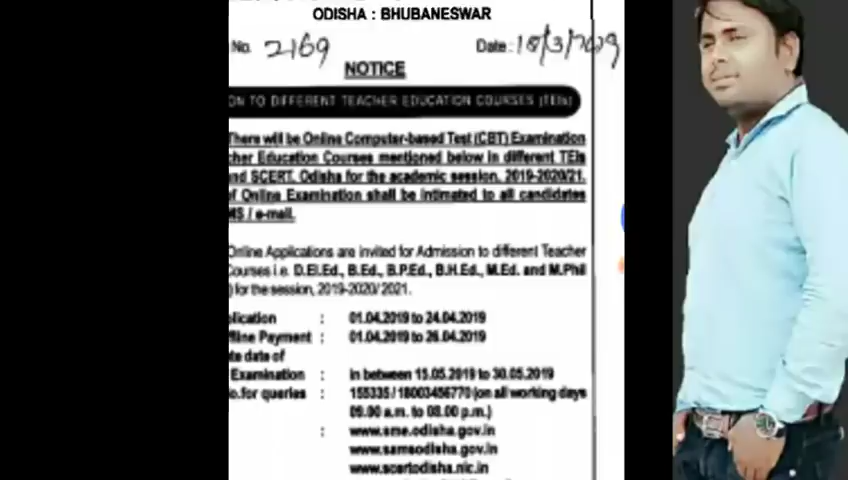 ODISHA : BHUBANESWAR
No. 2169 Date : 18/3/2019
NOTICE
ON TO DIFFERENT TEACHER EDUCATION COURSES (TEIs)
There will be Online Computer-based Test (CBT) Examination
cher Education Courses mentioned below in different TEIs
nd SCERT, Odisha for the academic session, 2019-2020/21.
of Online Examination shall be intimated to all candidates
MS / e-mail.
Online Applications are invited for Admission to different Teacher
Courses i.e. D.El.Ed., B.Ed., B.P.Ed., B.H.Ed., M.Ed. and M.Phil
) for the session, 2019-2020/ 2021.
lication : 01.04.2019 to 24.04.2019
ffline Payment : 01.04.2019 to 26.04.2019
te date of
Examination : in between 15.05.2019 to 30.05.2019
o.for queries : 155335 / 18003456770 (on all working days
09.00 a.m. to 08.00 p.m.)
: www.sme.odisha.gov.in
www.samsodisha.gov.in
www.scertodisha.nic.in